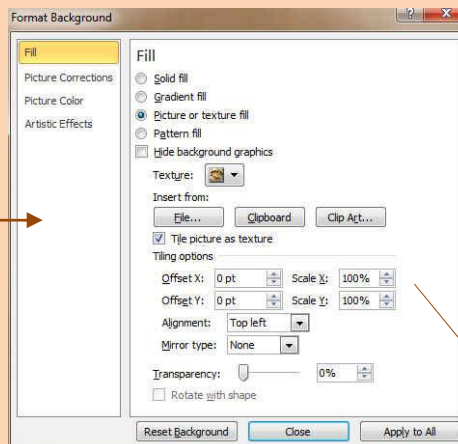 Format Background
Fill
Picture Corrections
Picture Color
Artistic Effects
Fill
Solid fill
Gradient fill
Picture or texture fill
Pattern fill
Hide background graphics
Texture:
Insert from:
File... Clipboard Clip Art...
Tile picture as texture
Tiling options
Offset X: 0 pt Scale X: 100%
Offset Y: 0 pt Scale Y: 100%
Alignment: Top left
Mirror type: None
Transparency: 0%
Rotate with shape
Reset Background Close Apply to All